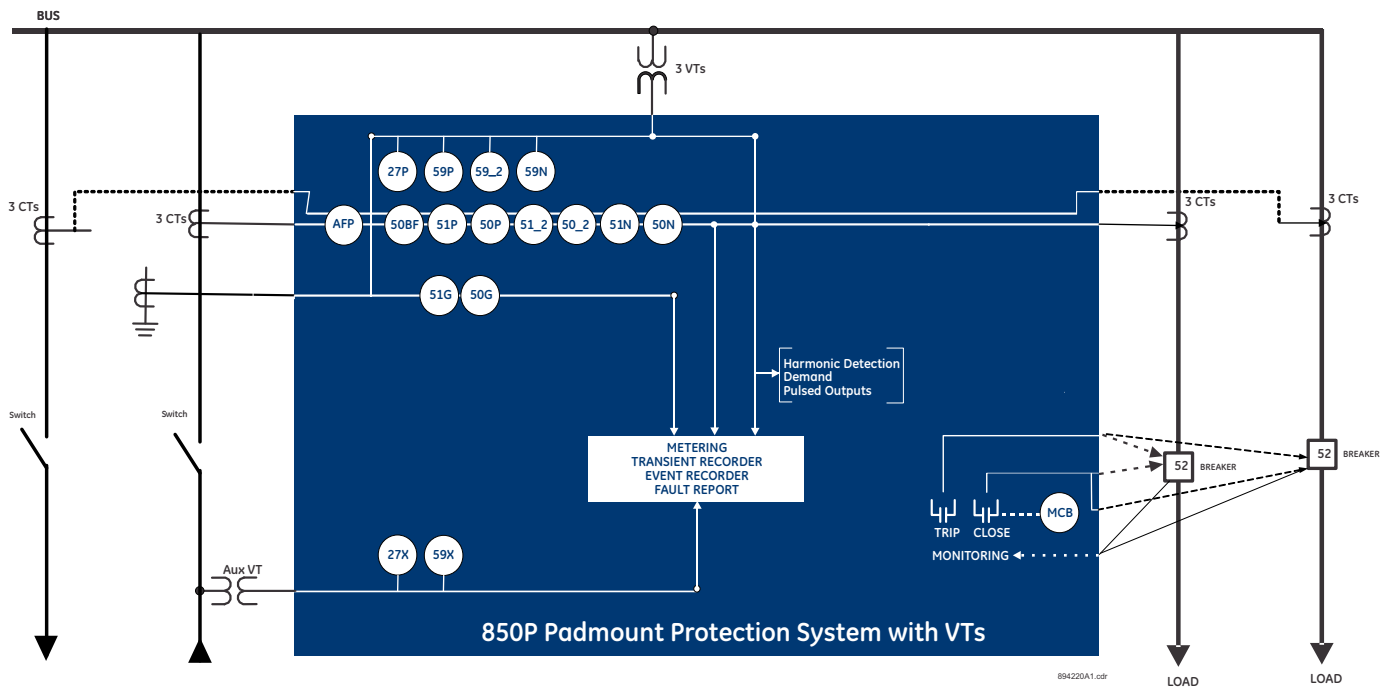 BUS
3 VTs
27P
59P
59_2
59N
3 CTs
3 CTs
AFP
50BF
51P
50P
51_2
50_2
51N
50N
3 CTs
3 CTs
51G
50G
Harmonic Detection
Demand
Pulsed Outputs
Switch
Switch
METERING
TRANSIENT RECORDER
EVENT RECORDER
FAULT REPORT
52
BREAKER
52
BREAKER
TRIP
CLOSE
MCB
MONITORING
27X
59X
Aux VT
850P Padmount Protection System with VTs
894220A1.cdr
LOAD
LOAD